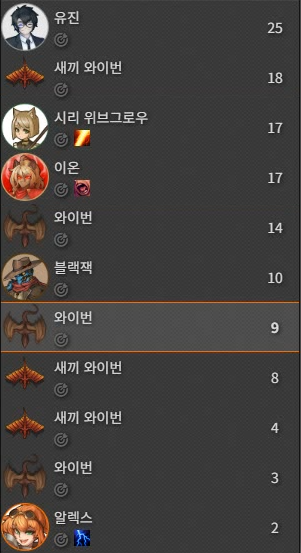 유진 25
새끼 와이번 18
시리 위브그로우 17
이온 17
와이번 14
블랙잭 10
와이번 9
새끼 와이번 8
새끼 와이번 4
와이번 3
알렉스 2